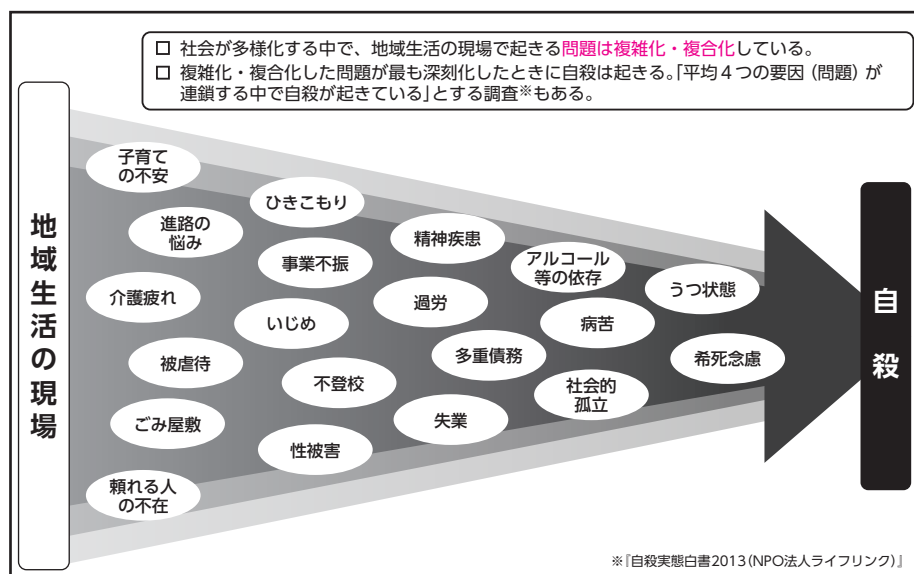 □ 社会が多様化する中で、地域生活の現場で起きる問題は複雑化・複合化している。
□ 複雑化・複合化した問題が最も深刻化したときに自殺は起きる。「平均4つの要因（問題）が
連鎖する中で自殺が起きている」とする調査※もある。
地域生活の現場
子育て
の不安
進路の
悩み
介護疲れ
被虐待
ごみ屋敷
頼れる人
の不在
ひきこもり
事業不振
いじめ
不登校
性被害
精神疾患
過労
多重債務
失業
アルコール
等の依存
病苦
社会的
孤立
うつ状態
希死念慮
自殺
※『自殺実態白書2013（NPO法人ライフリンク）』